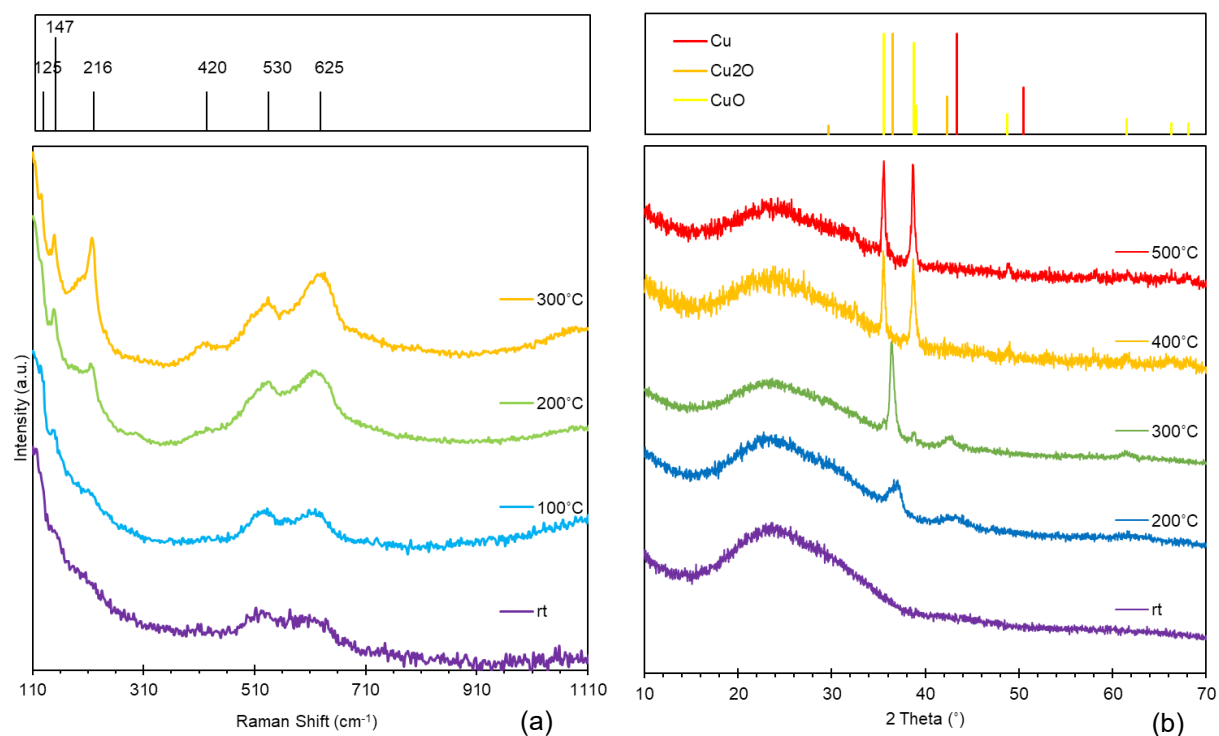 147
125 216 420 530 625
300°C
200°C
100°C
rt
Intensity (a.u.)
110 310 510 710 910 1110
Raman Shift (cm-1)
(a)
Cu
Cu2O
CuO
500°C
400°C
300°C
200°C
rt
10 20 30 40 50 60 70
2 Theta (°)
(b)